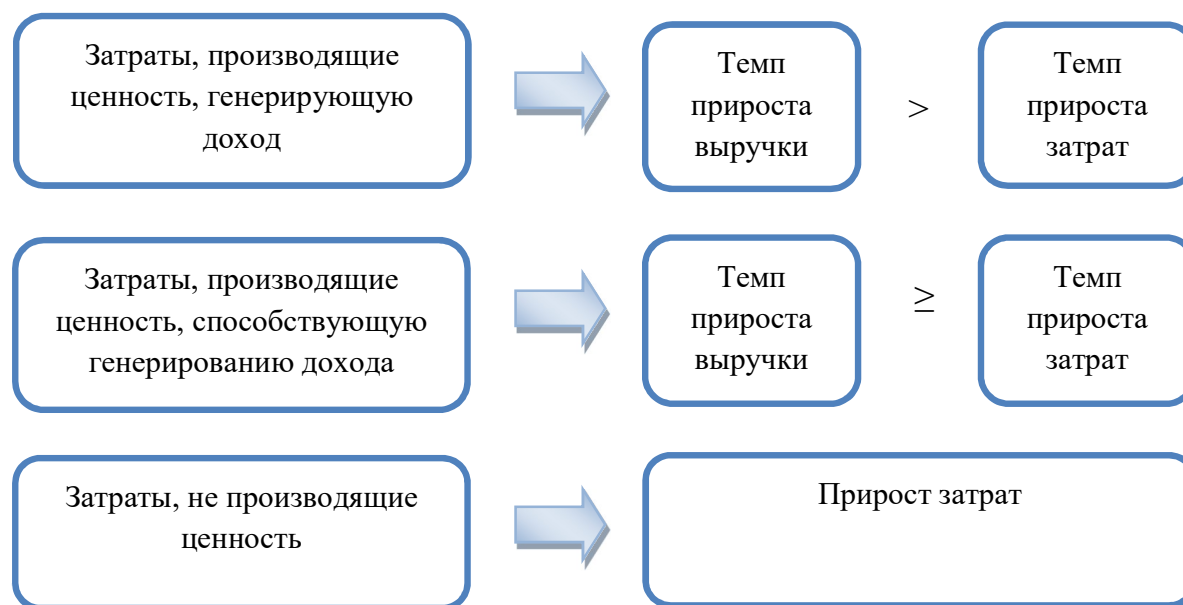 Затраты, производящие
ценность, генерирующую
доход
Темп
прироста
выручки
>
Темп
прироста
затрат
Затраты, производящие
ценность, способствующую
генерированию дохода
Темп
прироста
выручки
≥
Темп
прироста
затрат
Затраты, не производящие
ценность
Прирост затрат